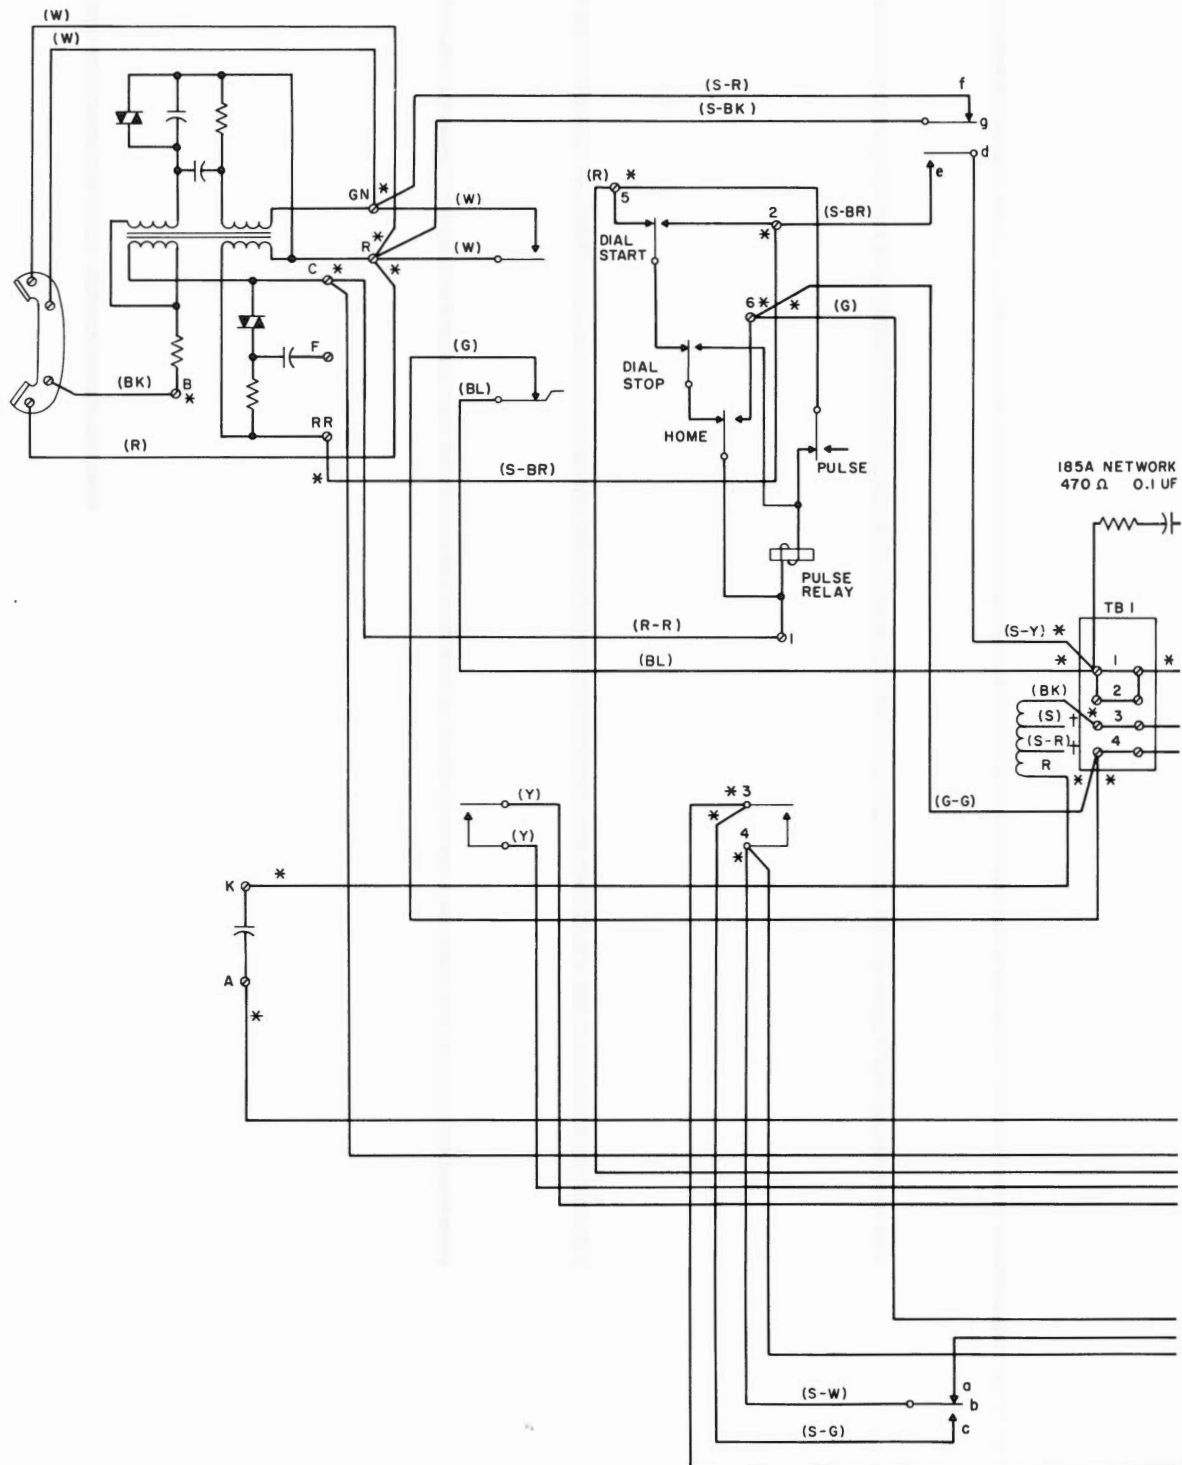 (W)
(W)
(S-R)
f
(S-BK)
g
d
e
(R) *
5
GN
*
(W)
2
(S-BR)
*
R
*
(W)
*
DIAL
START
C
*
6 * *
(G)
F
(G)
DIAL
STOP
(BK)
B
*
(BL)
RR
HOME
(R)
*
(S-BR)
PULSE
185A NETWORK
470 Ω 0.1 UF
PULSE
RELAY
TB 1
(R-R)
1
(S-Y) *
(BL)
*
1
*
(BK)
2
*
(S) +
3
(S-R) +
4
R
*
*
(Y)
* 3
*
(G-G)
(Y)
4
*
K
*
A
*
a
(S-W)
b
(S-G)
c